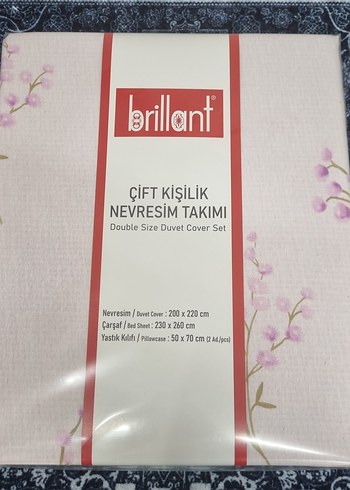 brillant®
ÇİFT KİŞİLİK
NEVRESİM TAKIMI
Double Size Duvet Cover Set
Nevresim / Duvet Cover : 200 x 220 cm
Çarşaf / Bed Sheet : 230 x 260 cm
Yastık Kılıfı / Pillowcase : 50 x 70 cm (2 Ad./pcs)